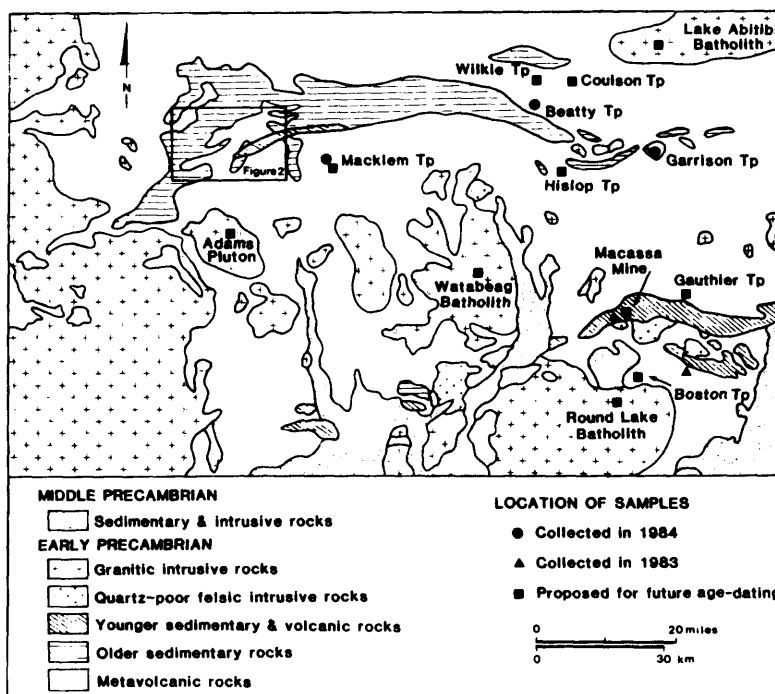 Lake Abitib
Batholith
Wilkie Tp
Coulson Tp
N
Beatty Tp
Macklem Tp
Garrison Tp
Figure 2
Hislop Tp
Adams
Pluton
Macassa
Mine
Gauthier Tp
Watabeag
Batholith
Boston Tp
Round Lake
Batholith
MIDDLE PRECAMBRIAN
Sedimentary & intrusive rocks
EARLY PRECAMBRIAN
Granitic intrusive rocks
Quartz-poor felsic intrusive rocks
Younger sedimentary & volcanic rocks
Older sedimentary rocks
Metavolcanic rocks
LOCATION OF SAMPLES
Collected in 1984
Collected in 1983
Proposed for future age-dating
0 20 miles
0 30 km